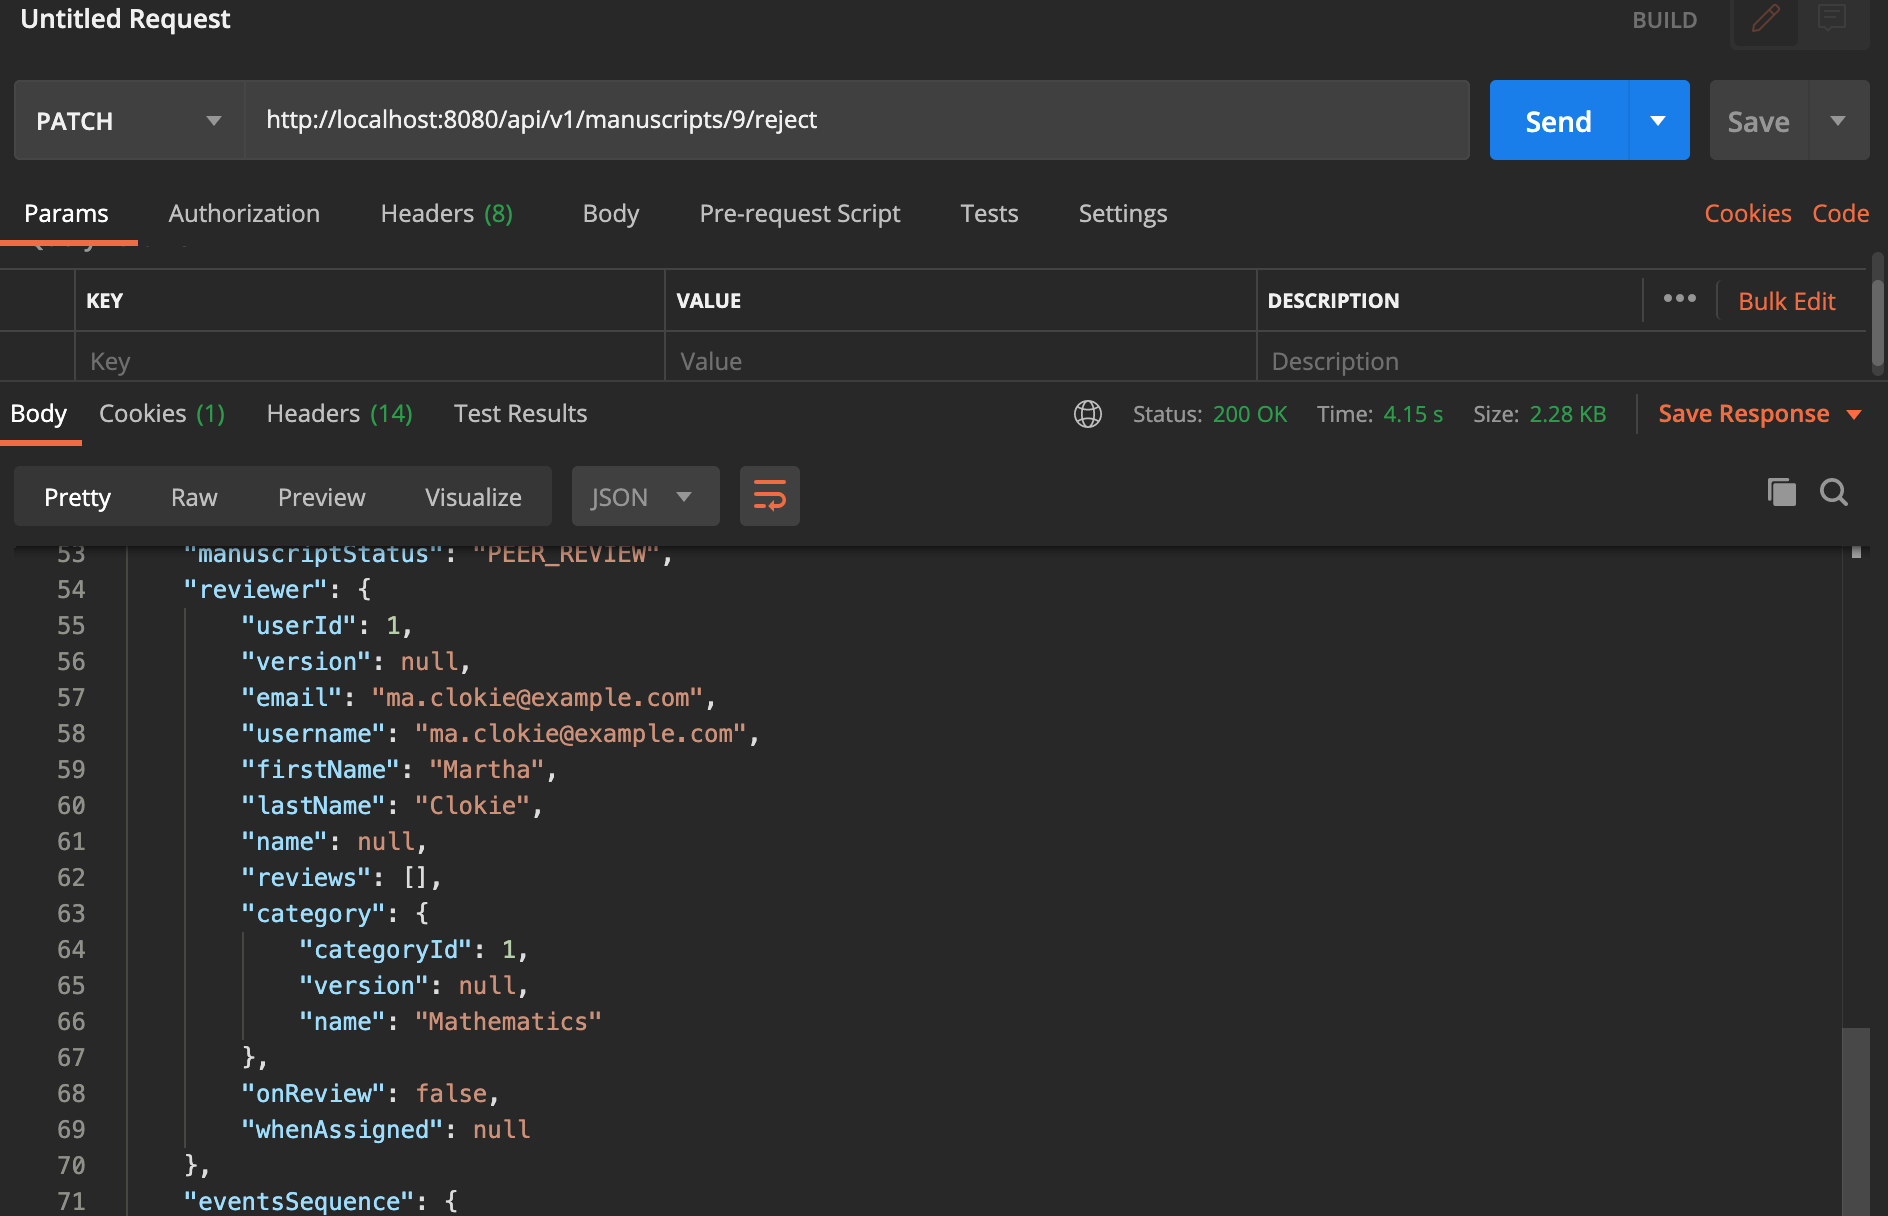 Untitled Request
BUILD
PATCH
http://localhost:8080/api/v1/manuscripts/9/reject
Send
Save
Params Authorization Headers (8) Body Pre-request Script Tests Settings Cookies Code
KEY VALUE DESCRIPTION ••• Bulk Edit
Key Value Description
Body Cookies (1) Headers (14) Test Results Status: 200 OK Time: 4.15 s Size: 2.28 KB Save Response
Pretty Raw Preview Visualize JSON
53 "manuscriptStatus": "PEER_REVIEW",
54 "reviewer": {
55 "userId": 1,
56 "version": null,
57 "email": "ma.clokie@example.com",
58 "username": "ma.clokie@example.com",
59 "firstName": "Martha",
60 "lastName": "Clokie",
61 "name": null,
62 "reviews": [],
63 "category": {
64 "categoryId": 1,
65 "version": null,
66 "name": "Mathematics"
67 },
68 "onReview": false,
69 "whenAssigned": null
70 },
71 "eventsSequence": {